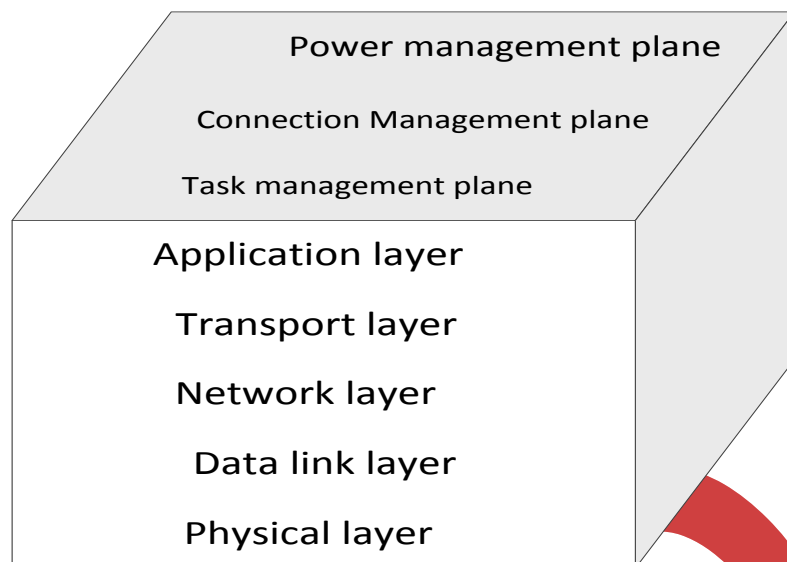 Power management plane
Connection Management plane
Task management plane
Application layer
Transport layer
Network layer
Data link layer
Physical layer